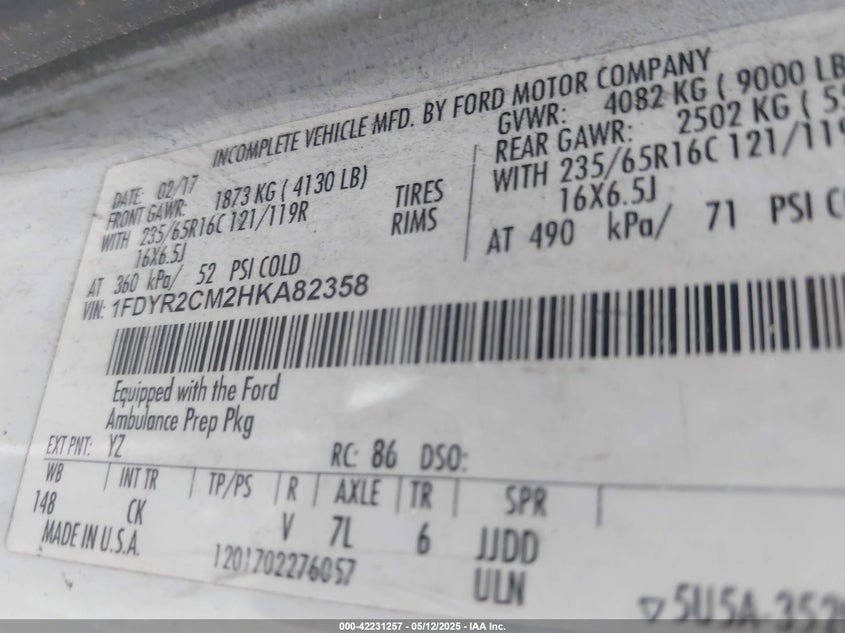 INCOMPLETE VEHICLE MFD. BY FORD MOTOR COMPANY
DATE: 02/17
GVWR: 4082 KG ( 9000 LB
FRONT GAWR: 1873 KG ( 4130 LB)
REAR GAWR: 2502 KG (
WITH 235/65R16C 121/119R TIRES
WITH 235/65R16C 121/119
16X6.5J RIMS
16X6.5J
AT 360 kPa/ 52 PSI COLD
AT 490 kPa/ 71 PSI
VIN: 1FDYR2CM2HKA82358
Equipped with the Ford
Ambulance Prep Pkg
EXT PNT: YZ RC: 86 DSO:
WB INT TR TP/PS R AXLE TR SPR
148 CK V 7L 6 JJDD
MADE IN U.S.A. 1201702276057 ULN
5U5A-352
000-42231257 - 05/12/2025 - IAA Inc.